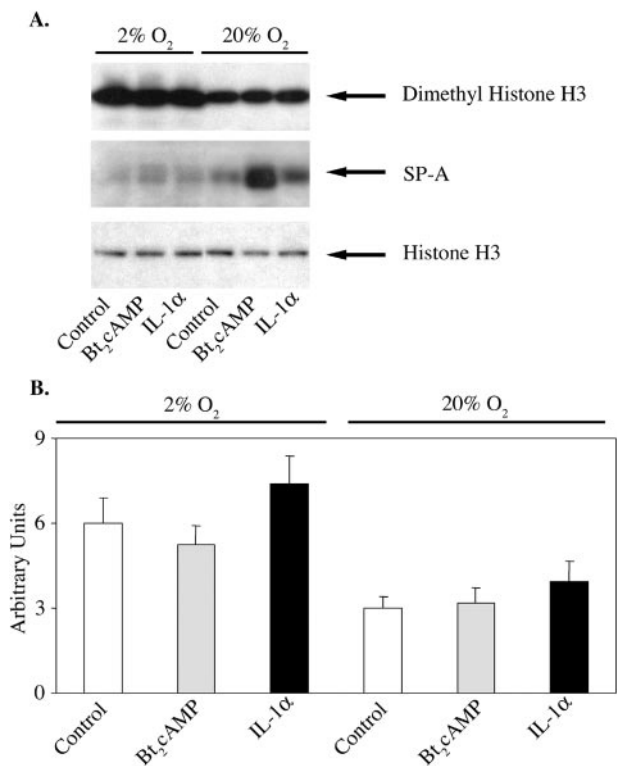 A.
2% O₂ 20% O₂
Dimethyl Histone H3
SP-A
Histone H3
Control Bt₂cAMP IL-1α Control Bt₂cAMP IL-1α
B.
2% O₂ 20% O₂
9
6
3
0
Arbitrary Units
Control Bt₂cAMP IL-1α Control Bt₂cAMP IL-1α